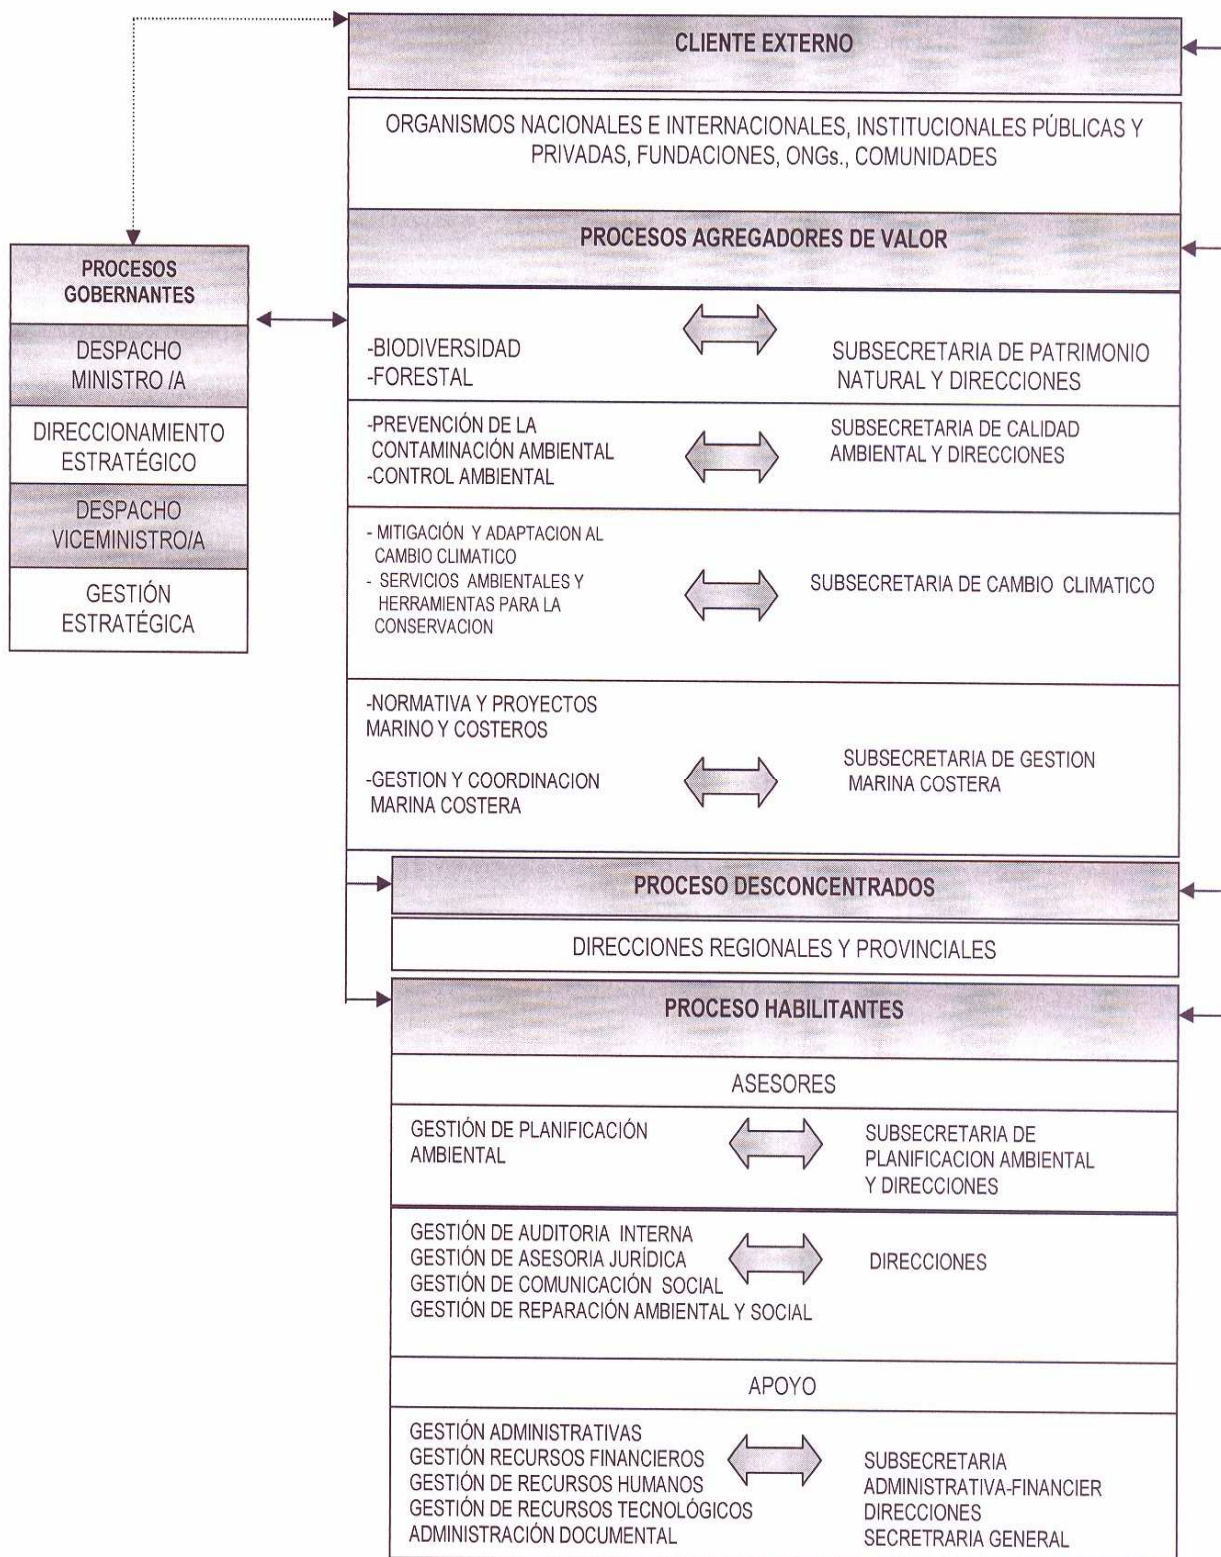 CLIENTE EXTERNO
ORGANISMOS NACIONALES E INTERNACIONALES, INSTITUCIONALES PÚBLICAS Y
PRIVADAS, FUNDACIONES, ONGs., COMUNIDADES
PROCESOS
GOBERNANTES
DESPACHO
MINISTRO /A
DIRECCIONAMIENTO
ESTRATÉGICO
DESPACHO
VICEMINISTRO/A
GESTIÓN
ESTRATÉGICA
PROCESOS AGREGADORES DE VALOR
-BIODIVERSIDAD
-FORESTAL
SUBSECRETARIA DE PATRIMONIO
NATURAL Y DIRECCIONES
-PREVENCIÓN DE LA
CONTAMINACIÓN AMBIENTAL
-CONTROL AMBIENTAL
SUBSECRETARIA DE CALIDAD
AMBIENTAL Y DIRECCIONES
- MITIGACIÓN Y ADAPTACION AL
CAMBIO CLIMATICO
- SERVICIOS AMBIENTALES Y
HERRAMIENTAS PARA LA
CONSERVACION
SUBSECRETARIA DE CAMBIO CLIMATICO
-NORMATIVA Y PROYECTOS
MARINO Y COSTEROS
-GESTION Y COORDINACION
MARINA COSTERA
SUBSECRETARIA DE GESTION
MARINA COSTERA
PROCESO DESCONCENTRADOS
DIRECCIONES REGIONALES Y PROVINCIALES
PROCESO HABILITANTES
ASESORES
GESTIÓN DE PLANIFICACIÓN
AMBIENTAL
SUBSECRETARIA DE
PLANIFICACION AMBIENTAL
Y DIRECCIONES
GESTIÓN DE AUDITORIA INTERNA
GESTIÓN DE ASESORIA JURÍDICA
GESTIÓN DE COMUNICACIÓN SOCIAL
GESTIÓN DE REPARACIÓN AMBIENTAL Y SOCIAL
DIRECCIONES
APOYO
GESTIÓN ADMINISTRATIVAS
GESTIÓN RECURSOS FINANCIEROS
GESTIÓN DE RECURSOS HUMANOS
GESTIÓN DE RECURSOS TECNOLÓGICOS
ADMINISTRACIÓN DOCUMENTAL
SUBSECRETARIA
ADMINISTRATIVA-FINANCIER
DIRECCIONES
SECRETRARIA GENERAL